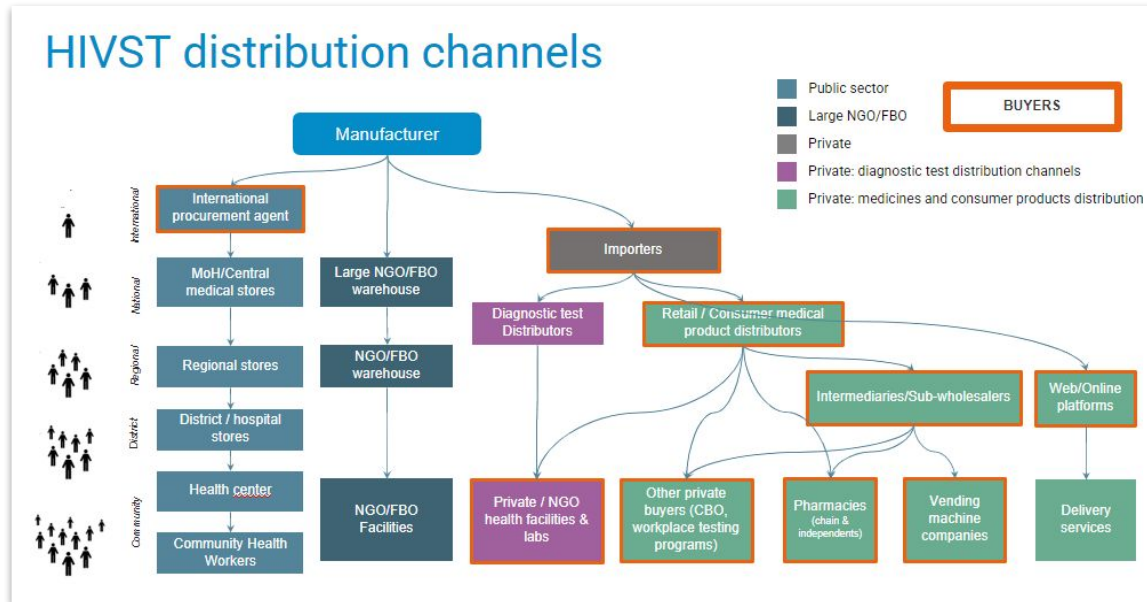 HIVST distribution channels
Public sector
Large NGO/FBO
Private
Private: diagnostic test distribution channels
Private: medicines and consumer products distribution
BUYERS
Manufacturer
International
International
procurement agent
Importers
National
MoH/Central
medical stores
Large NGO/FBO
warehouse
Diagnostic test
Distributors
Retail / Consumer medical
product distributors
Regional
Regional stores
NGO/FBO
warehouse
Intermediaries/Sub-wholesalers
Web/Online
platforms
District
District / hospital
stores
Community
Health center
Community Health
Workers
NGO/FBO
Facilities
Private / NGO
health facilities &
labs
Other private
buyers (CBO,
workplace testing
programs)
Pharmacies
(chain &
independents)
Vending
machine
companies
Delivery
services